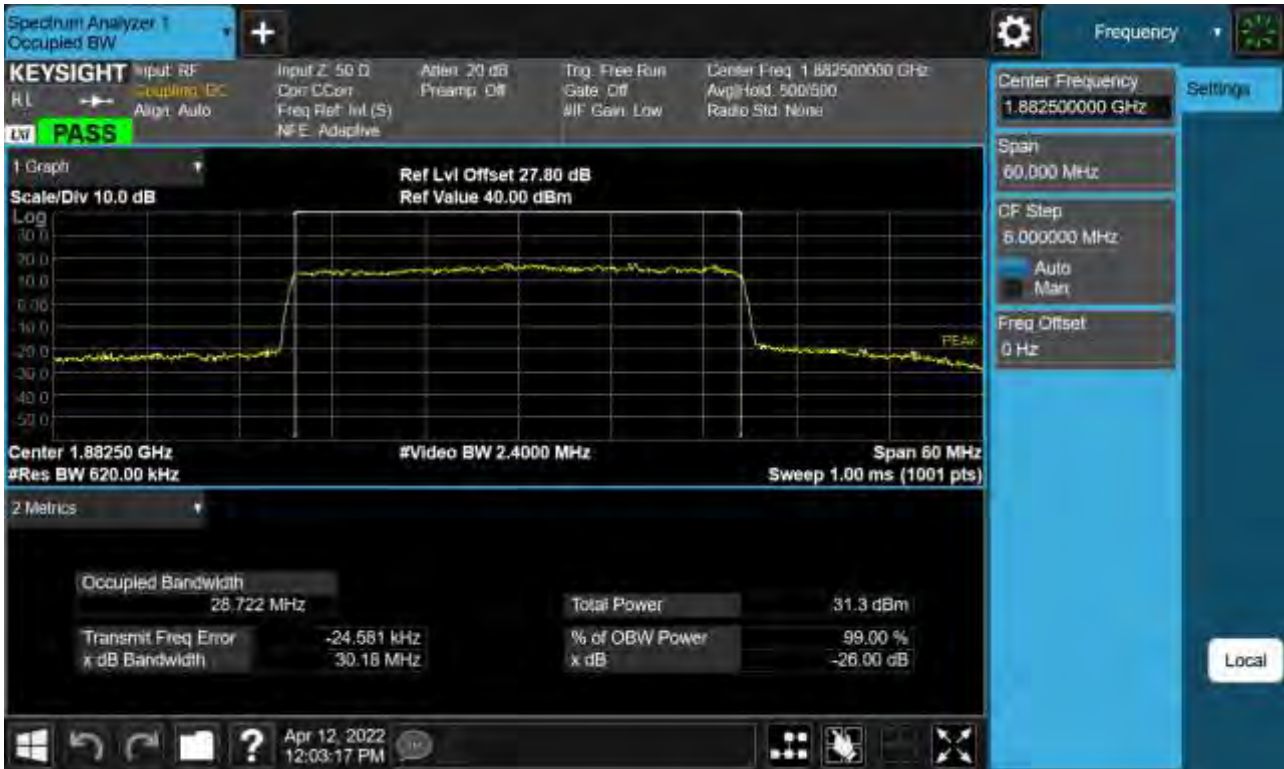 Spectrum Analyzer 1
Occupied BW
+
Frequency
KEYSIGHT
Input: RF
Coupling: DC
Align: Auto
RL
PASS
Input Z: 50 Ω
Corr CCorr
Freq Ref: Int (S)
NFE: Adaptive
Atten: 20 dB
Preamp: Off
Trig: Free Run
Gate: Off
#IF Gain: Low
Center Freq: 1.882500000 GHz
Avg|Hold: 500/500
Radio Std: None
Center Frequency
1.882500000 GHz
Settings
Span
60.000 MHz
CF Step
6.000000 MHz
Auto
Man
Freq Offset
0 Hz
1 Graph
Scale/Div 10.0 dB
Ref Lvl Offset 27.80 dB
Ref Value 40.00 dBm
Log
30.0
20.0
10.0
0.00
-10.0
-20.0
-30.0
-40.0
-50.0
Center 1.88250 GHz
#Res BW 620.00 kHz
#Video BW 2.4000 MHz
Span 60 MHz
Sweep 1.00 ms (1001 pts)
2 Metrics
Occupied Bandwidth
28.722 MHz
Total Power 31.3 dBm
Transmit Freq Error -24.581 kHz
% of OBW Power 99.00 %
x dB Bandwidth 30.18 MHz
x dB -26.00 dB
Local
?
Apr 12, 2022
12:03:17 PM